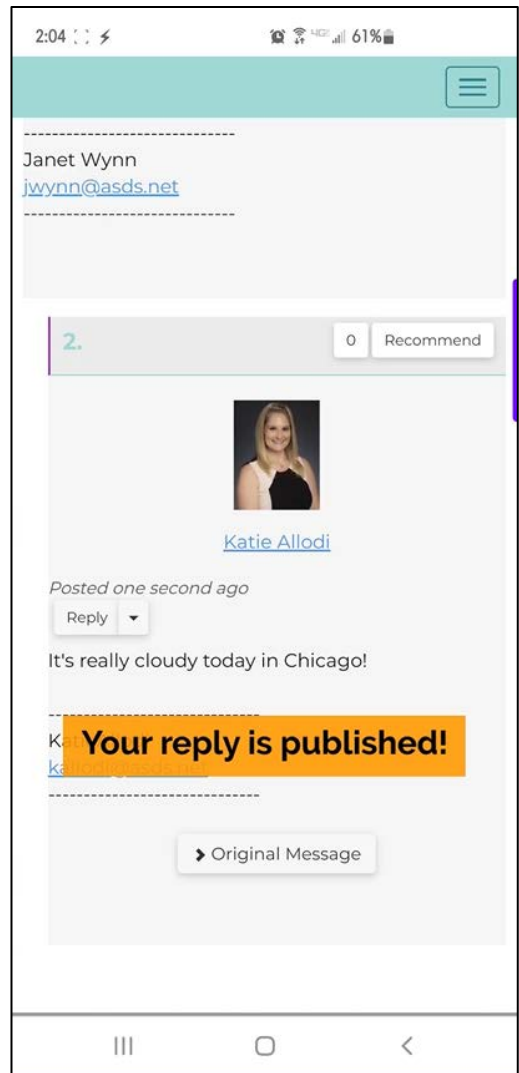 2:04 61%
------------------------------
Janet Wynn
jwynn@asds.net
------------------------------
2. 0 Recommend
Katie Allodi
Posted one second ago
Reply
It's really cloudy today in Chicago!
------------------------------
Your reply is published!
------------------------------
Original Message